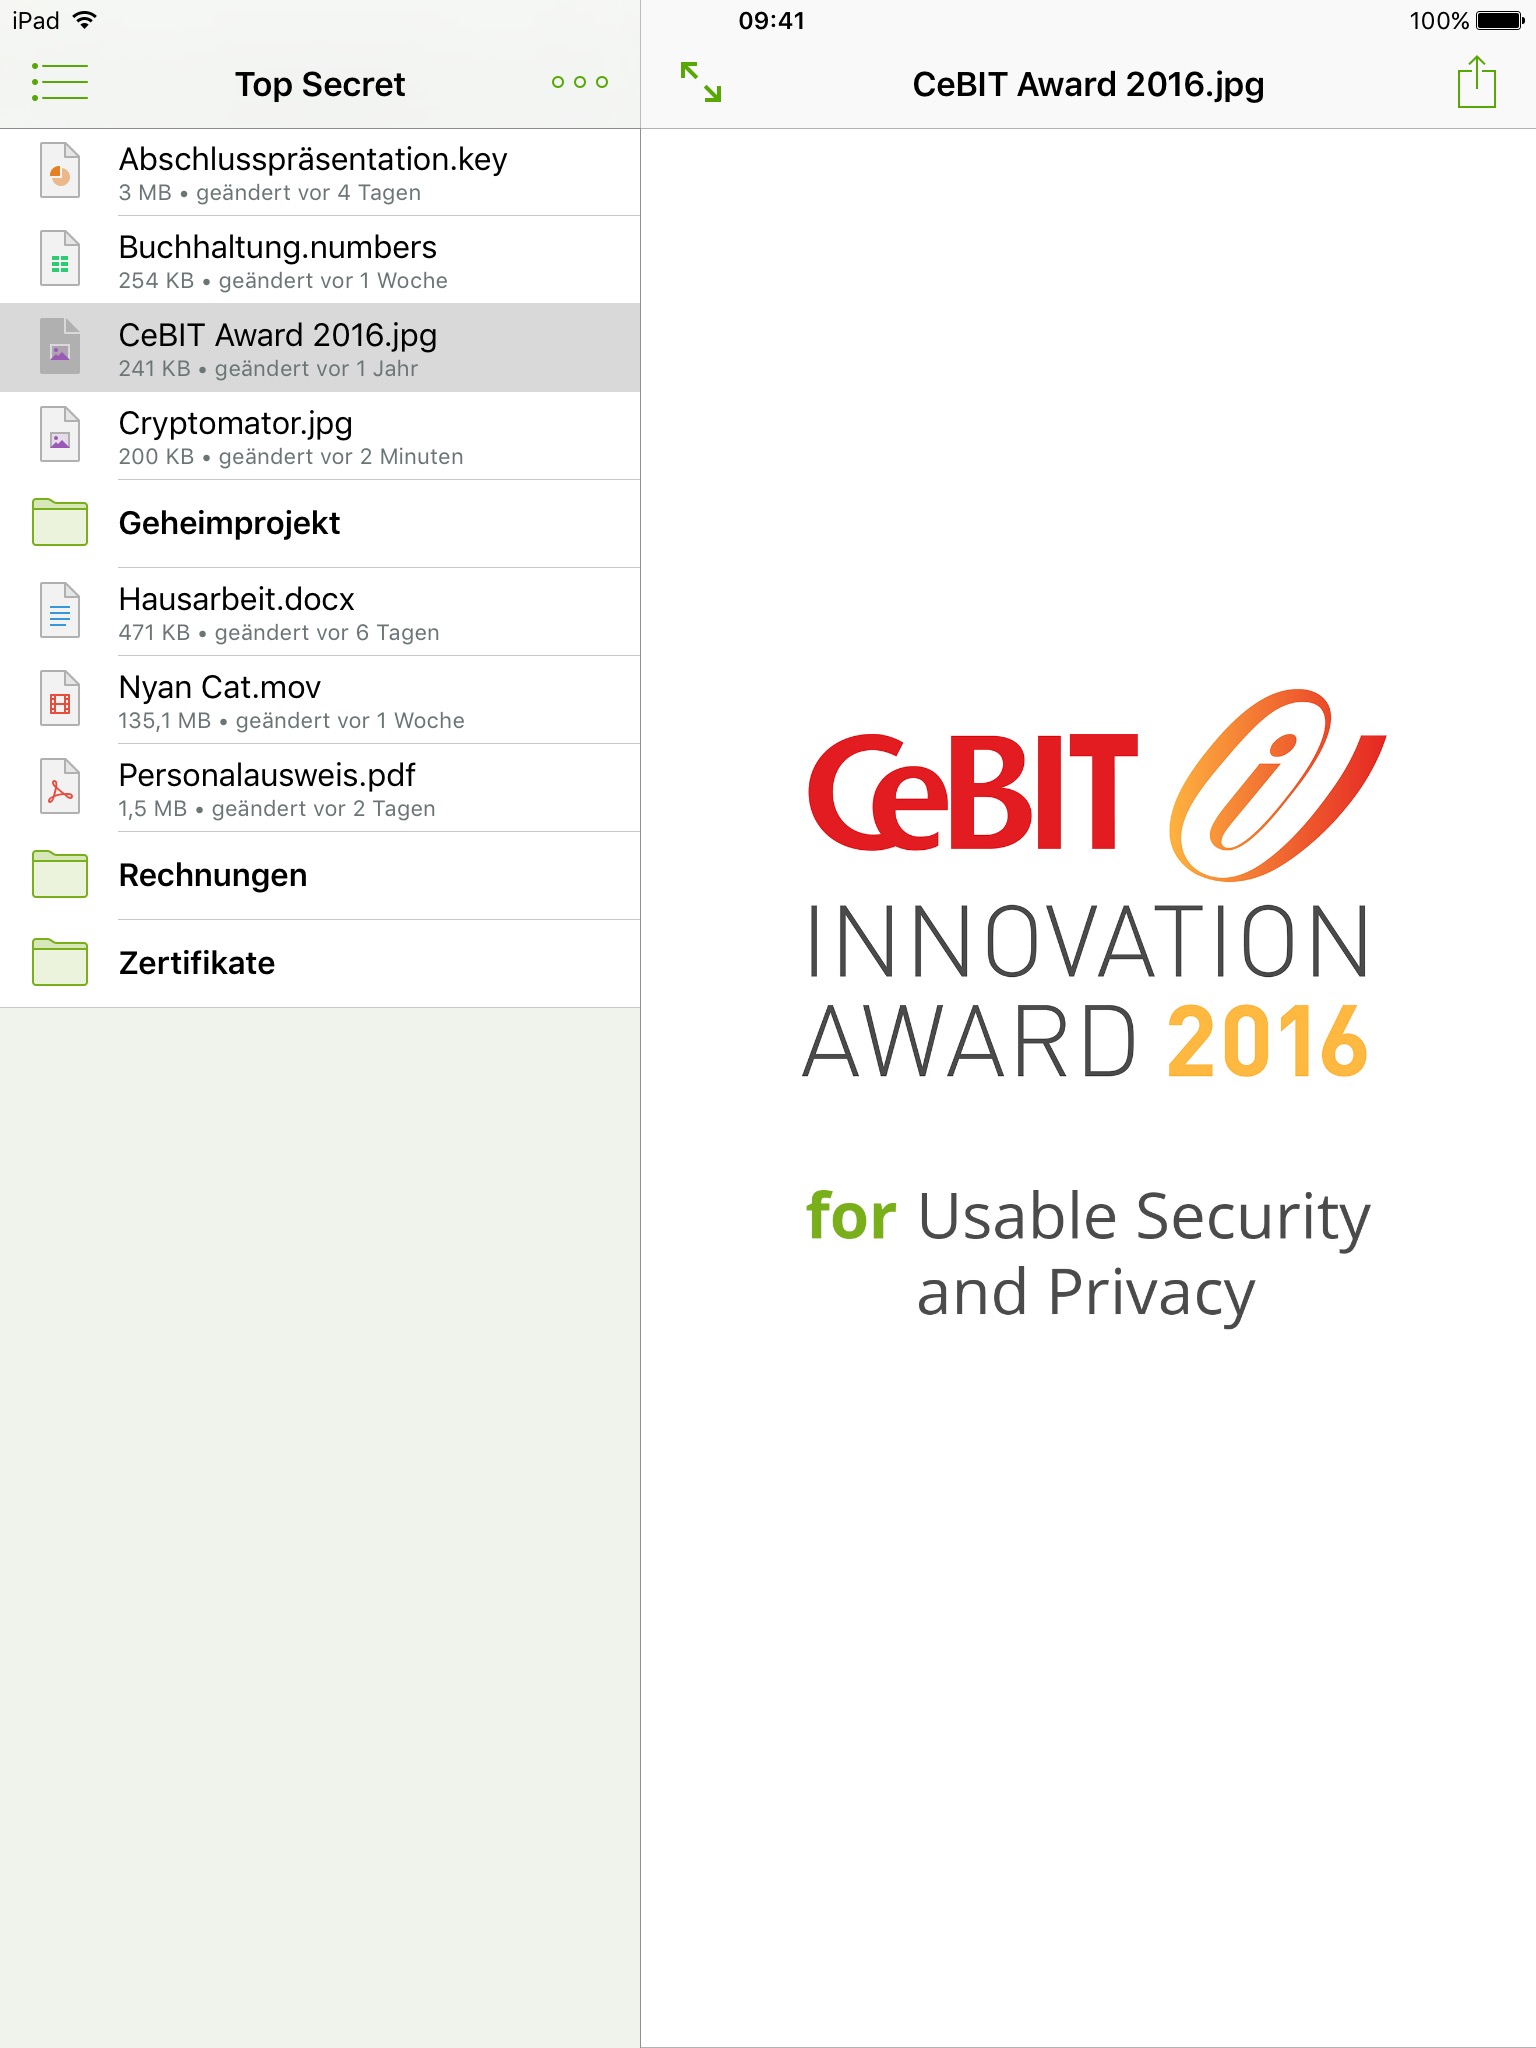 iPad
09:41
100%
Top Secret
CeBIT Award 2016.jpg
Abschlusspräsentation.key
3 MB • geändert vor 4 Tagen
Buchhaltung.numbers
254 KB • geändert vor 1 Woche
CeBIT Award 2016.jpg
241 KB • geändert vor 1 Jahr
Cryptomator.jpg
200 KB • geändert vor 2 Minuten
Geheimprojekt
Hausarbeit.docx
471 KB • geändert vor 6 Tagen
Nyan Cat.mov
135,1 MB • geändert vor 1 Woche
Personalausweis.pdf
1,5 MB • geändert vor 2 Tagen
Rechnungen
Zertifikate
CeBIT i
INNOVATION
AWARD 2016
for Usable Security
and Privacy